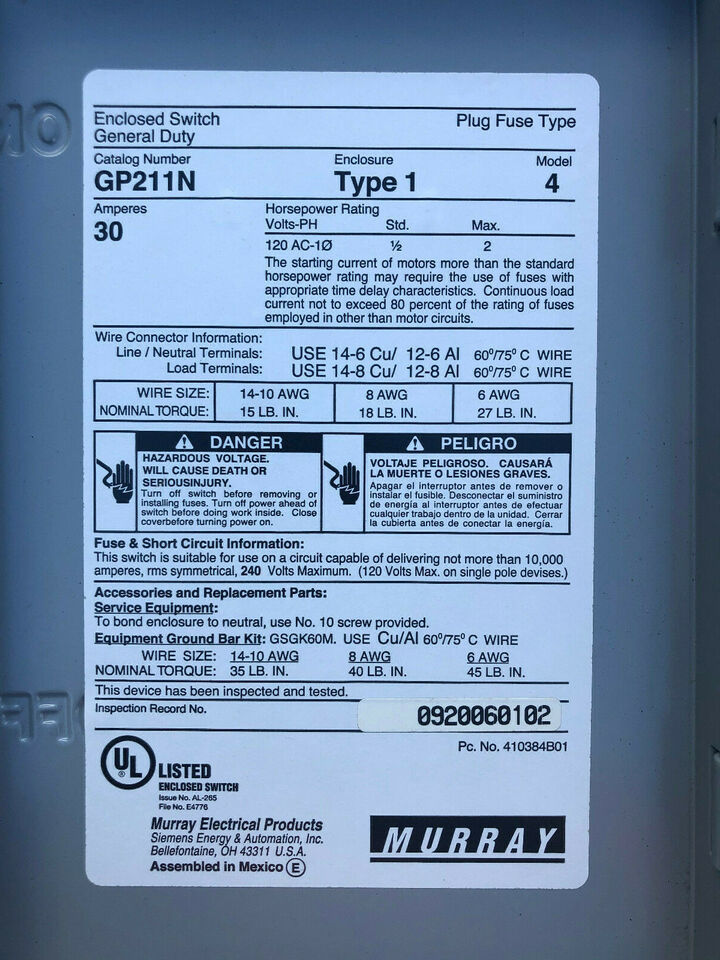 Enclosed Switch
General Duty
Plug Fuse Type
Catalog Number
GP211N
Enclosure
Type 1
Model
4
Amperes
30
Horsepower Rating
Volts-PH Std. Max.
120 AC-1Ø ½ 2
The starting current of motors more than the standard
horsepower rating may require the use of fuses with
appropriate time delay characteristics. Continuous load
current not to exceed 80 percent of the rating of fuses
employed in other than motor circuits.
Wire Connector Information:
Line / Neutral Terminals: USE 14-6 Cu/ 12-6 Al 60°/75° C WIRE
Load Terminals: USE 14-8 Cu/ 12-8 Al 60°/75° C WIRE
WIRE SIZE: 14-10 AWG 8 AWG 6 AWG
NOMINAL TORQUE: 15 LB. IN. 18 LB. IN. 27 LB. IN.
DANGER
HAZARDOUS VOLTAGE.
WILL CAUSE DEATH OR
SERIOUSINJURY.
Turn off switch before removing or
installing fuses. Turn off power ahead of
switch before doing work inside. Close
coverbefore turning power on.
PELIGRO
VOLTAJE PELIGROSO. CAUSARÁ
LA MUERTE O LESIONES GRAVES.
Apagar el interruptor antes de remover o
instalar el fusible. Desconectar el suministro
de energía al interruptor antes de efectuar
cualquier trabajo dentro de la unidad. Cerrar
la cubierta antes de conectar la energía.
Fuse & Short Circuit Information:
This switch is suitable for use on a circuit capable of delivering not more than 10,000
amperes, rms symmetrical, 240 Volts Maximum. (120 Volts Max. on single pole devises.)
Accessories and Replacement Parts:
Service Equipment:
To bond enclosure to neutral, use No. 10 screw provided.
Equipment Ground Bar Kit: GSGK60M. USE Cu/Al 60°/75° C WIRE
WIRE SIZE: 14-10 AWG 8 AWG 6 AWG
NOMINAL TORQUE: 35 LB. IN. 40 LB. IN. 45 LB. IN.
This device has been inspected and tested.
Inspection Record No.
0920060102
Pc. No. 410384B01
UL ® LISTED
ENCLOSED SWITCH
Issue No. AL-265
File No. E4776
Murray Electrical Products
Siemens Energy & Automation, Inc.
Bellefontaine, OH 43311 U.S.A.
Assembled in Mexico E
MURRAY
ON
OFF